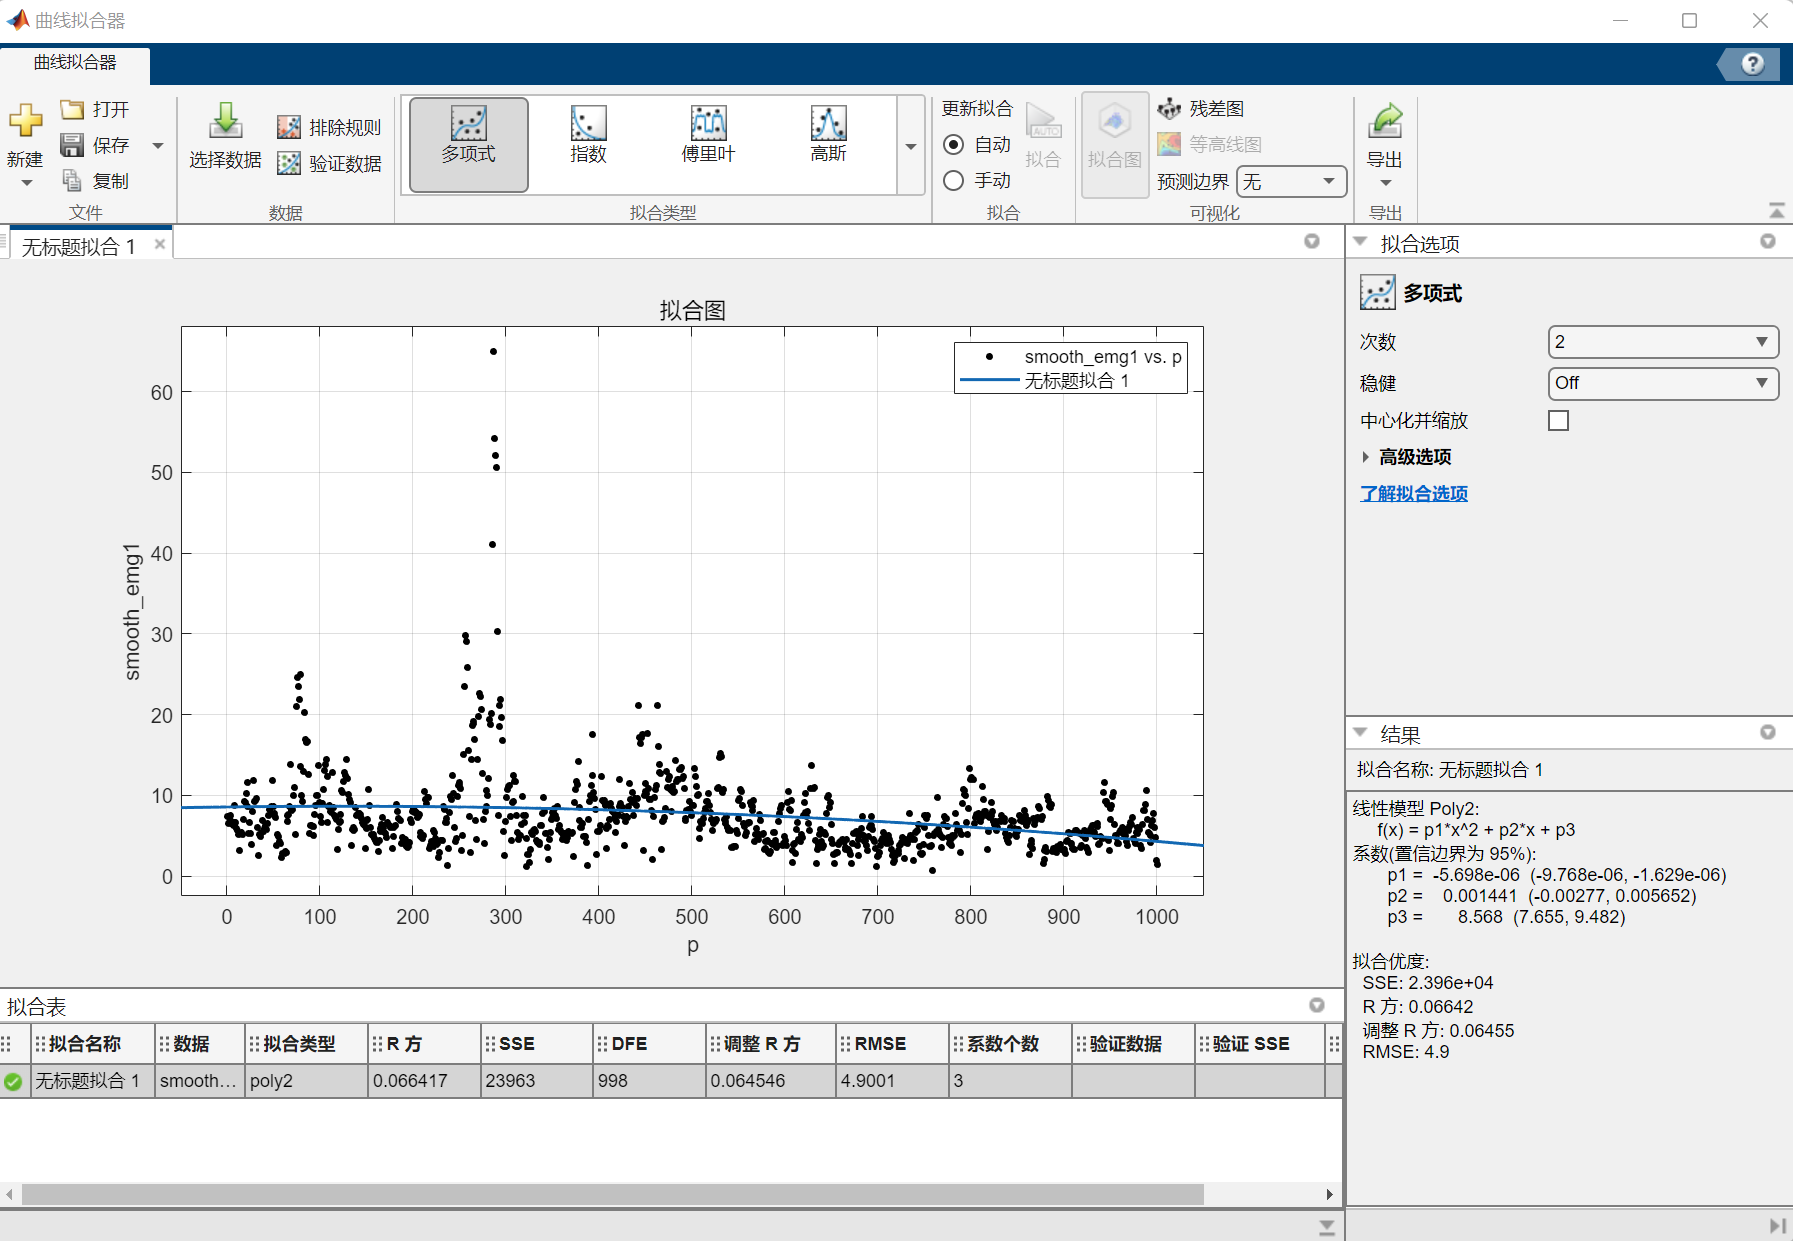 曲线拟合器
曲线拟合器
新建
打开
保存
复制
文件
选择数据
排除规则
验证数据
数据
多项式
指数
傅里叶
高斯
拟合类型
更新拟合
自动
手动
AUTO
拟合
拟合
拟合图
残差图
等高线图
预测边界 无
可视化
导出
导出
无标题拟合 1
拟合图
smooth_emg1 vs. p
无标题拟合 1
smooth_emg1
60
50
40
30
20
10
0
0 100 200 300 400 500 600 700 800 900 1000
p
拟合选项
多项式
次数 2
稳健 Off
中心化并缩放
高级选项
了解拟合选项
结果
拟合名称: 无标题拟合 1
线性模型 Poly2:
f(x) = p1*x^2 + p2*x + p3
系数(置信边界为 95%):
p1 = -5.698e-06 (-9.768e-06, -1.629e-06)
p2 = 0.001441 (-0.00277, 0.005652)
p3 = 8.568 (7.655, 9.482)
拟合优度:
SSE: 2.396e+04
R 方: 0.06642
调整 R 方: 0.06455
RMSE: 4.9
拟合表
拟合名称 数据 拟合类型 R 方 SSE DFE 调整 R 方 RMSE 系数个数 验证数据 验证 SSE
无标题拟合 1 smooth... poly2 0.066417 23963 998 0.064546 4.9001 3